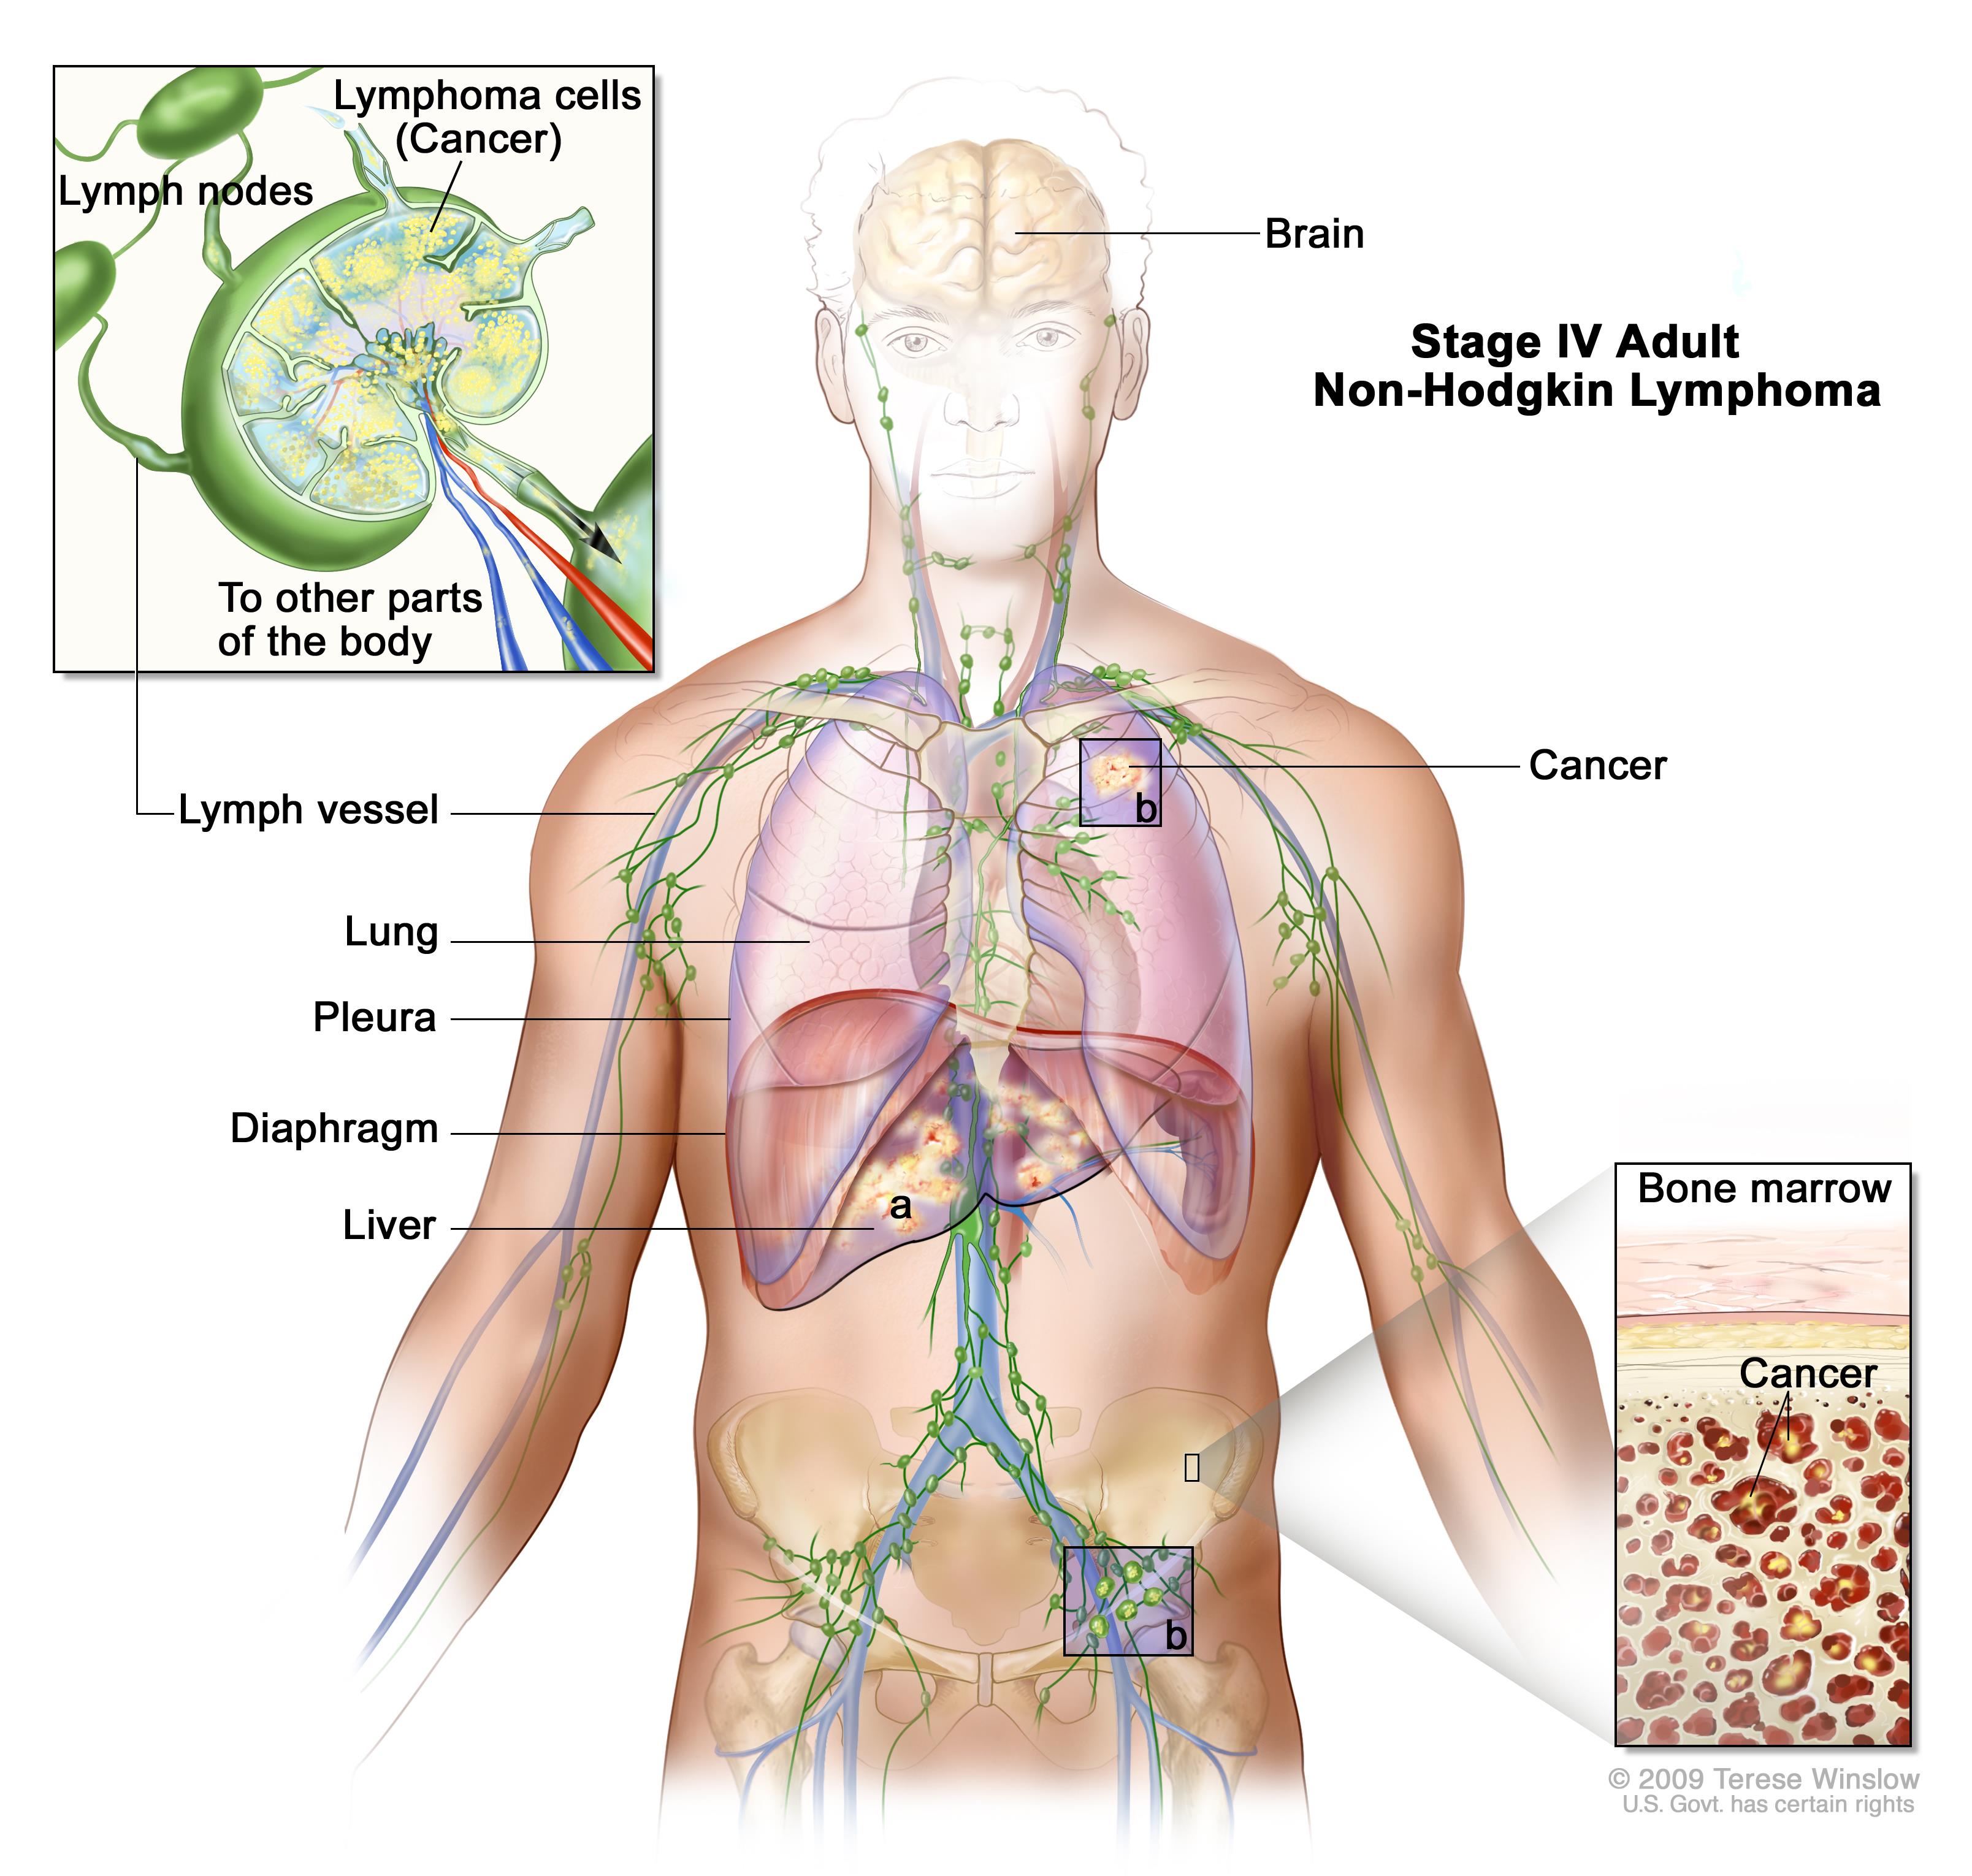 Lymphoma cells
(Cancer)
Lymph nodes
To other parts
of the body
Brain
Stage IV Adult
Non-Hodgkin Lymphoma
Cancer
b
Lymph vessel
Lung
Pleura
Diaphragm
a
Liver
Bone marrow
Cancer
b
© 2009 Terese Winslow
U.S. Govt. has certain rights